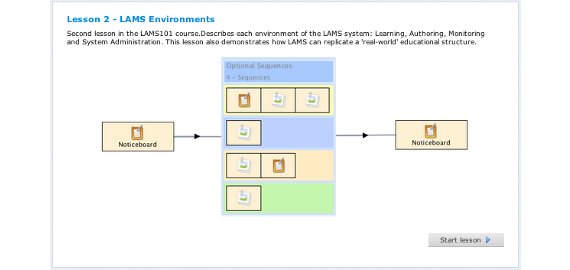 Lesson 2 - LAMS Environments
Second lesson in the LAMS101 course.Describes each environment of the LAMS system: Learning, Authoring, Monitoring
and System Administration. This lesson also demonstrates how LAMS can replicate a 'real-world' educational structure.
Optional Sequences
4 - Sequences
Noticeboard
Noticeboard
Start lesson